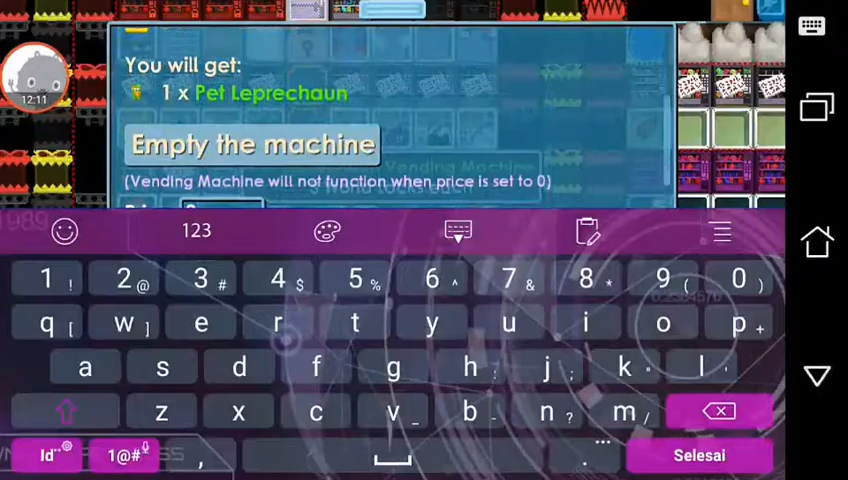 You will get:
1 x Pet Leprechaun
Empty the machine
(Vending Machine will not function when price is set to 0)
12:11
1989
123
1 ! 2 @ 3 # 4 $ 5 % 6 ^ 7 & 8 * 9 ( 0 )
q [ w ] e r t y u i o p +
a s d f g h : j ; k " l '
z x c v _ b - n ? m /
Id 1@# , . ... Selesai